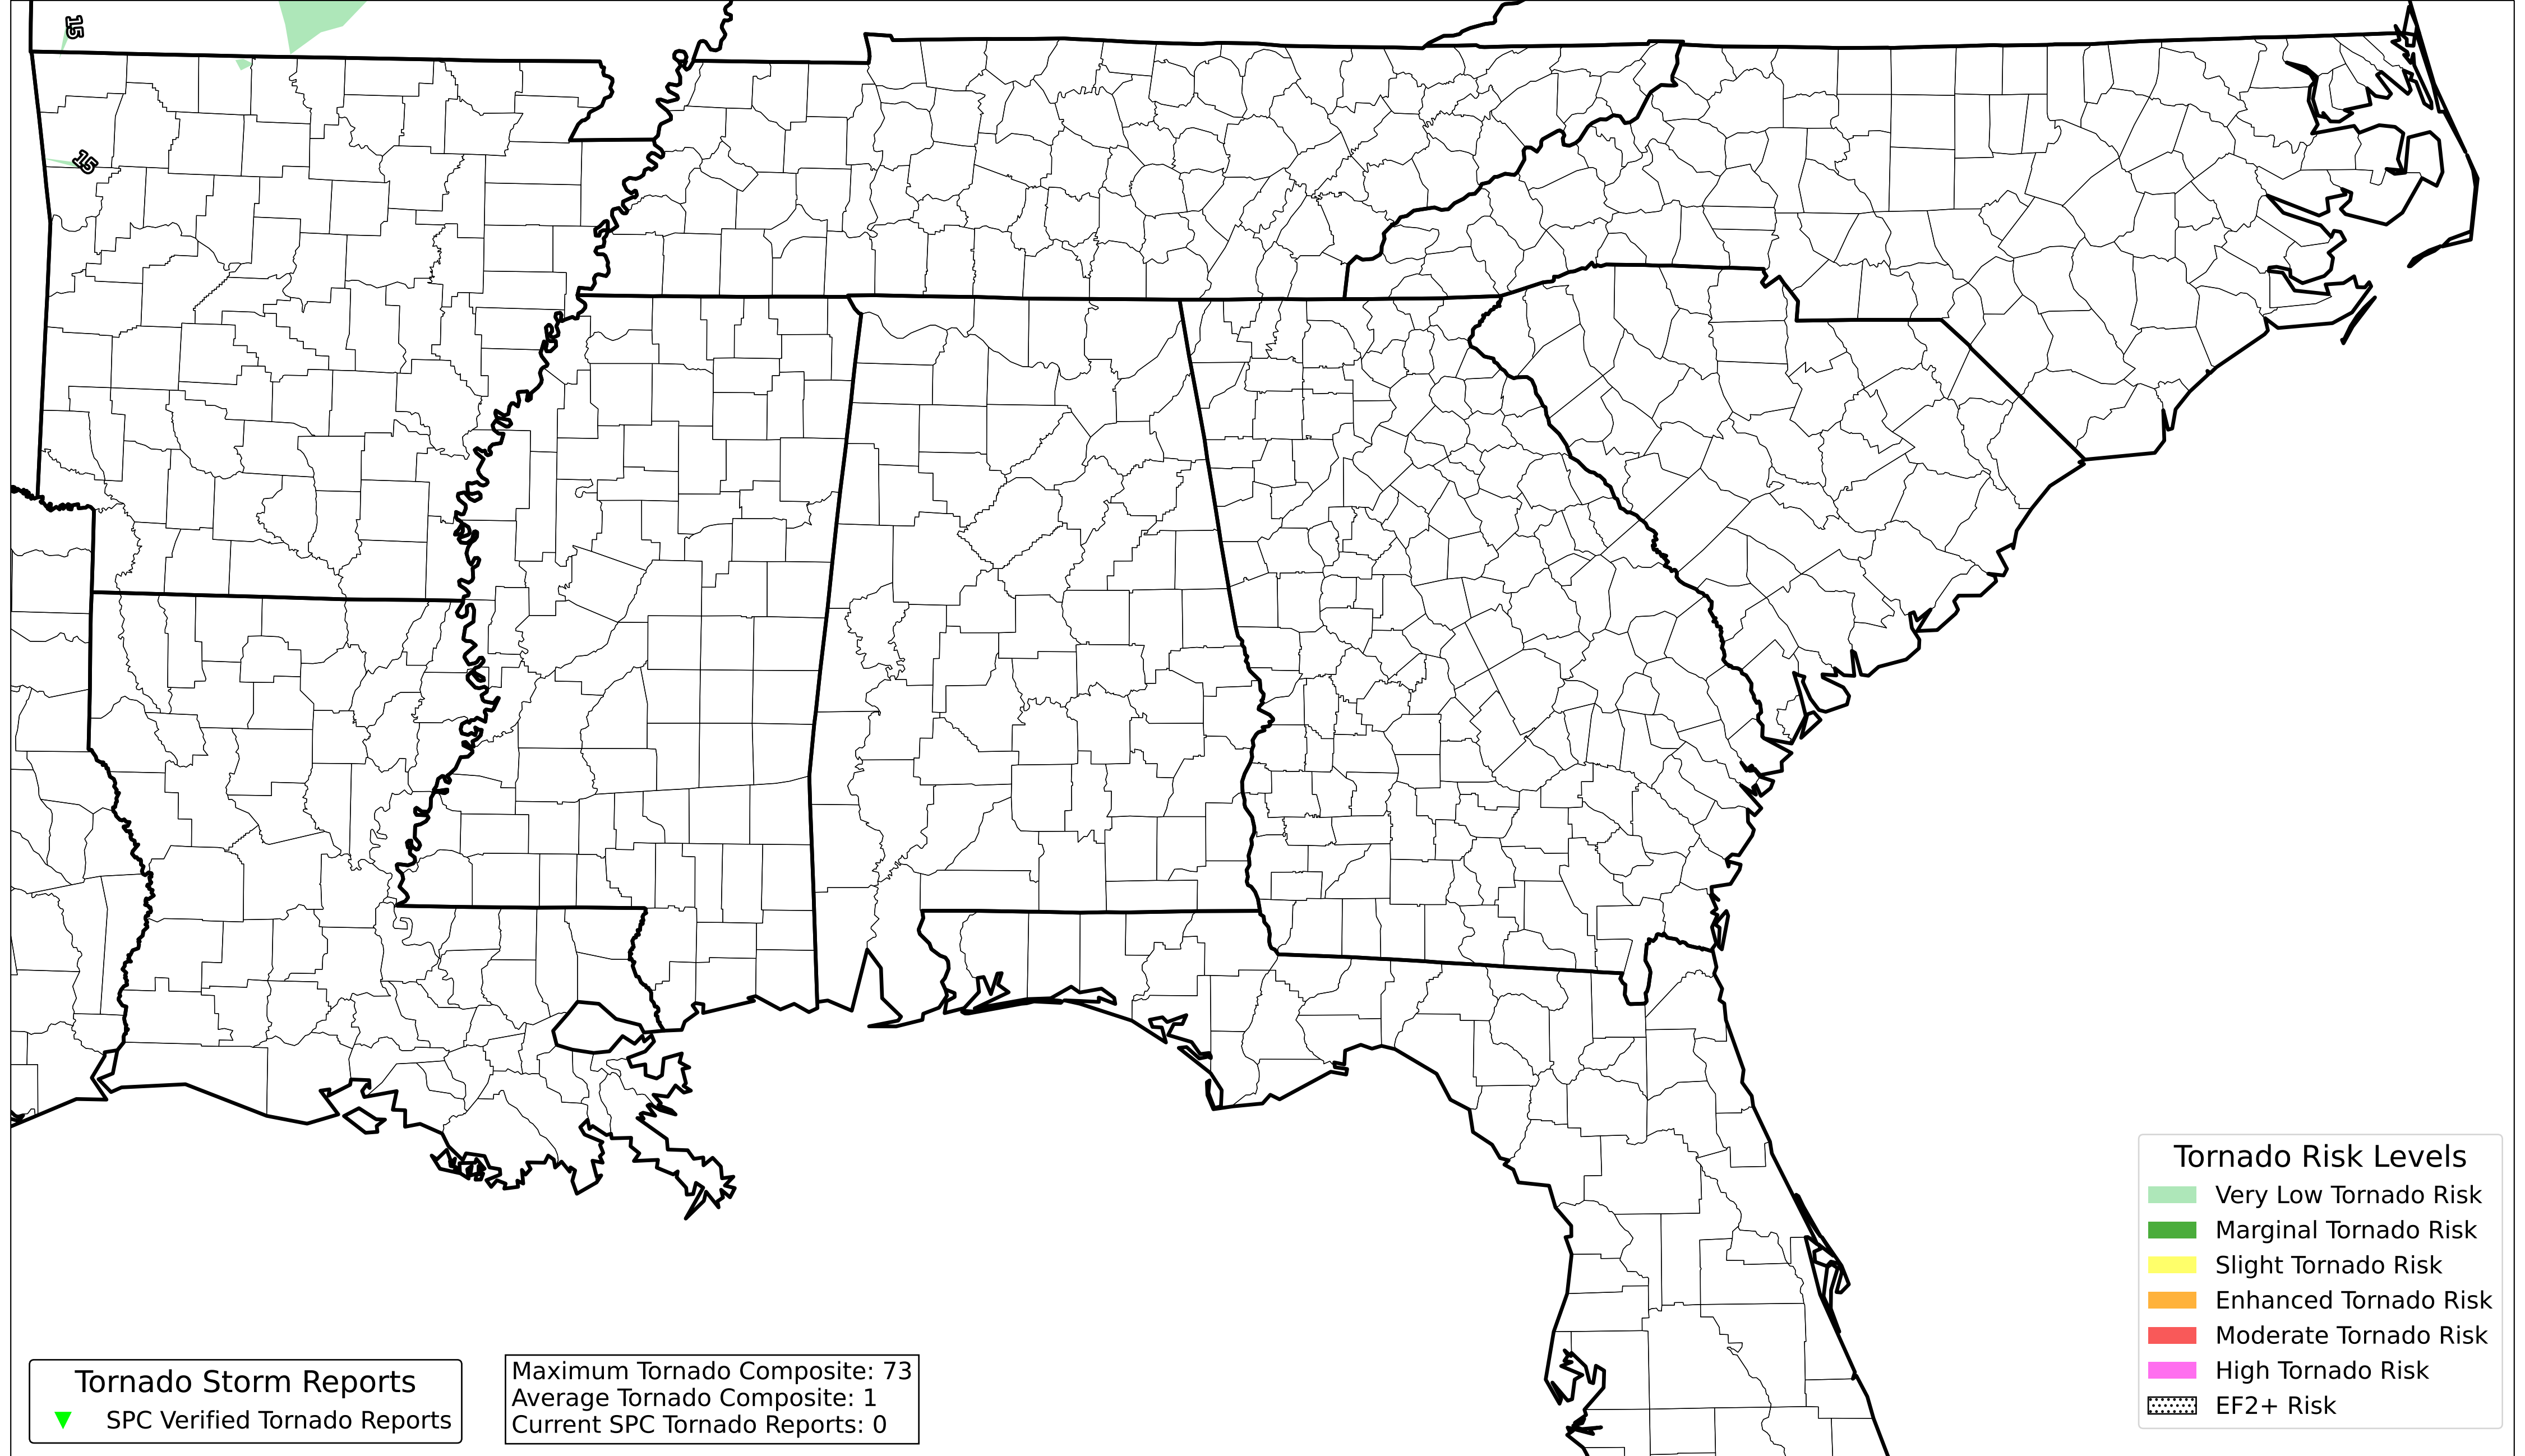 15
15
Tornado Risk Levels
Very Low Tornado Risk
Marginal Tornado Risk
Slight Tornado Risk
Enhanced Tornado Risk
Moderate Tornado Risk
High Tornado Risk
EF2+ Risk
Tornado Storm Reports
SPC Verified Tornado Reports
Maximum Tornado Composite: 73
Average Tornado Composite: 1
Current SPC Tornado Reports: 0